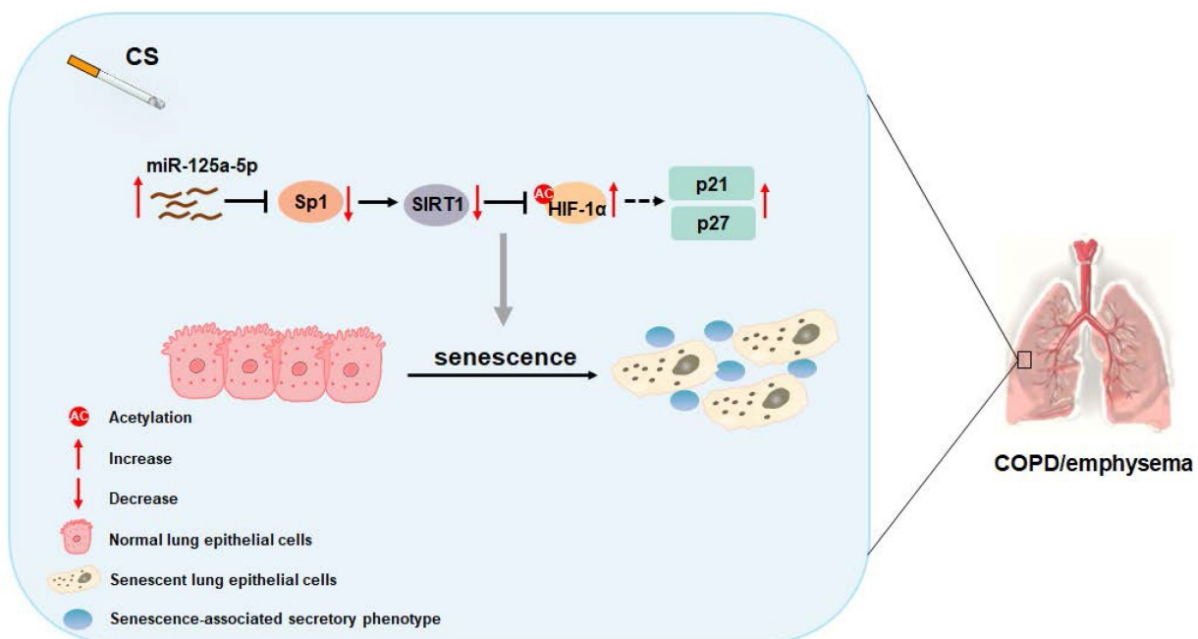 CS
miR-125a-5p
Sp1
SIRT1
AC
HIF-1α
p21
p27
senescence
AC Acetylation
Increase
Decrease
Normal lung epithelial cells
Senescent lung epithelial cells
Senescence-associated secretory phenotype
COPD/emphysema